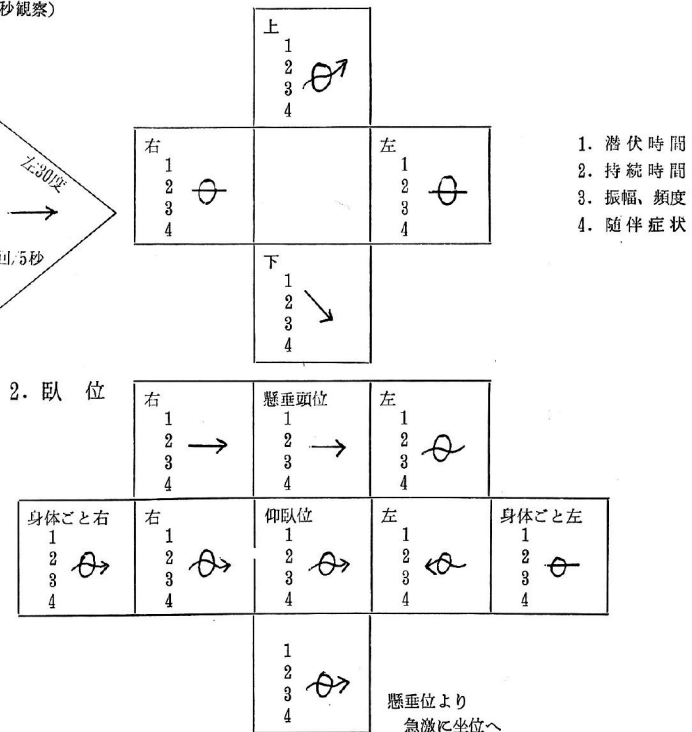 秒観察）
上
1
2
3
4
左30度
回/5秒
右
1
2
3
4
左
1
2
3
4
下
1
2
3
4
1. 潜伏時間
2. 持続時間
3. 振幅、頻度
4. 随伴症状
2. 臥 位
右
1
2
3
4
懸垂頭位
1
2
3
4
左
1
2
3
4
身体ごと右
1
2
3
4
右
1
2
3
4
仰臥位
1
2
3
4
左
1
2
3
4
身体ごと左
1
2
3
4
1
2
3
4
懸垂位より
急激に坐位へ